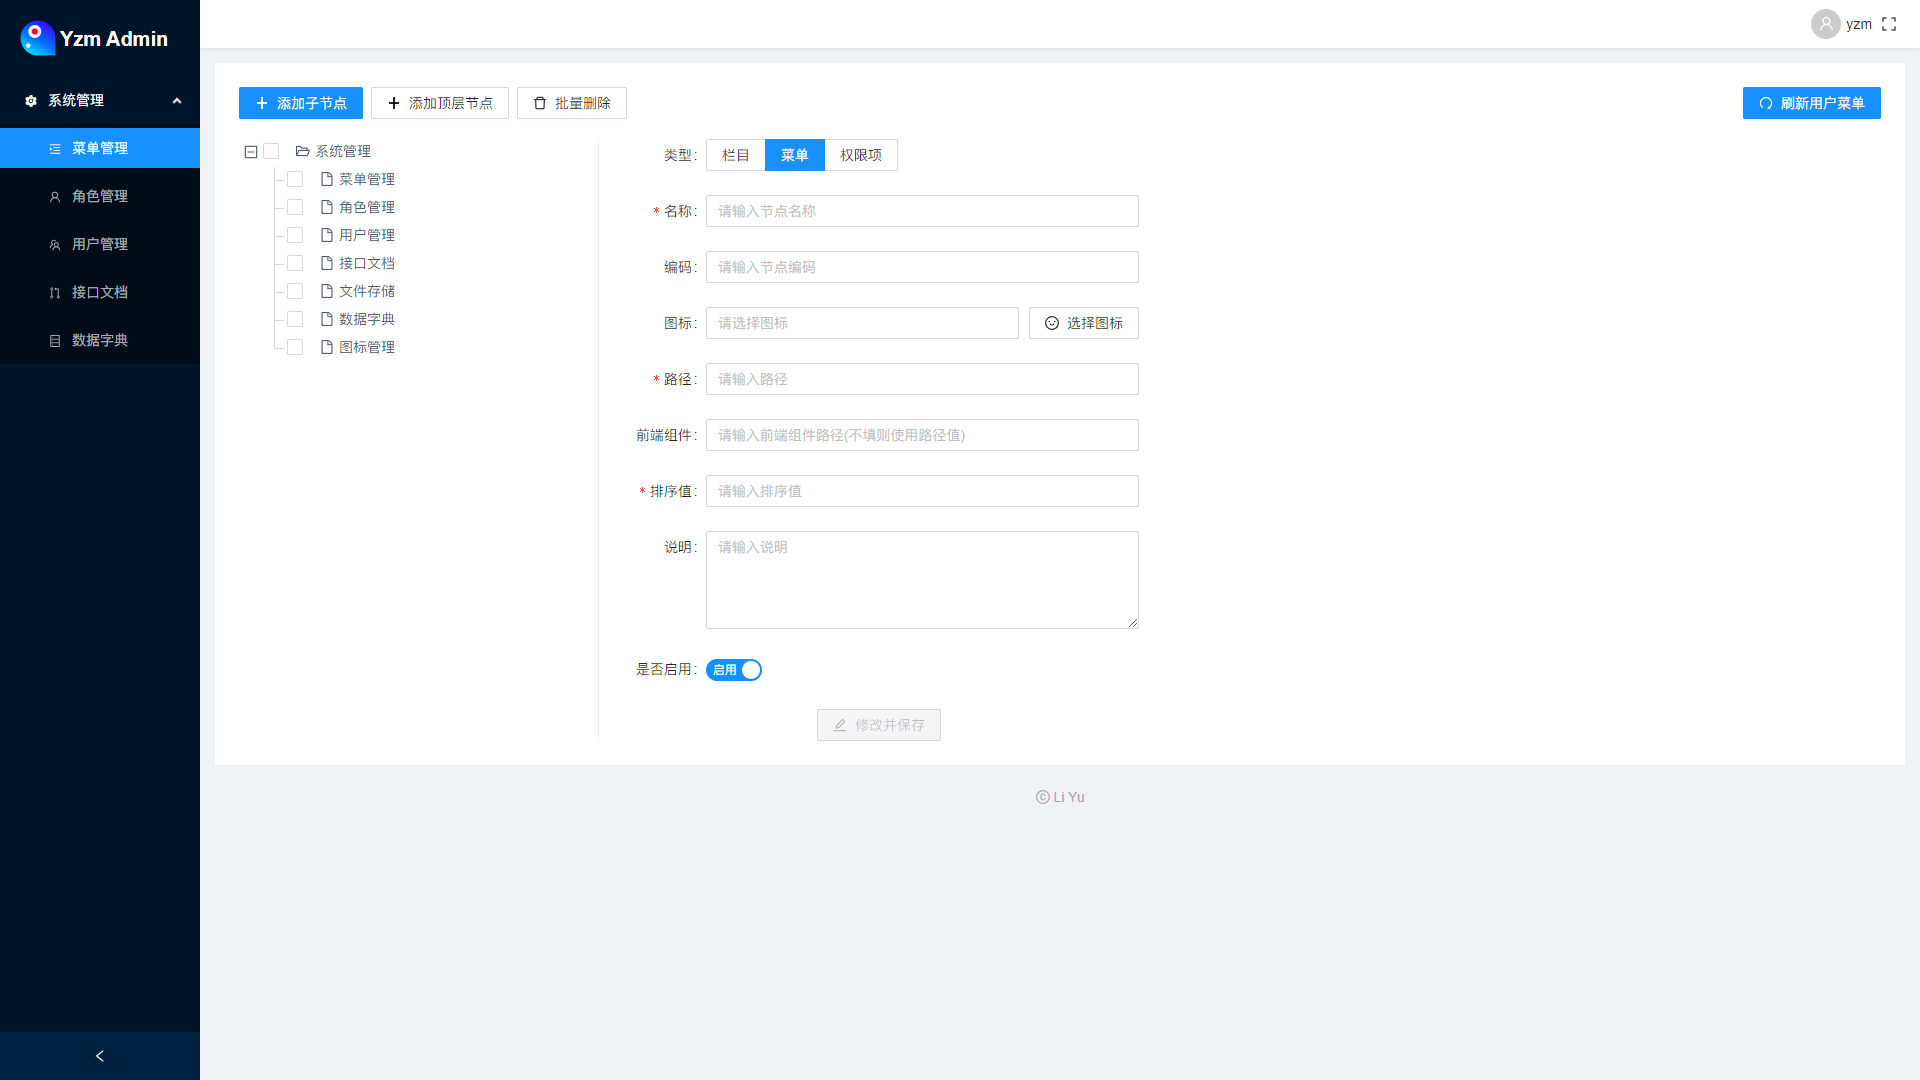 Yzm Admin
yzm
系统管理
菜单管理
角色管理
用户管理
接口文档
数据字典
添加子节点
添加顶层节点
批量删除
刷新用户菜单
系统管理
菜单管理
角色管理
用户管理
接口文档
文件存储
数据字典
图标管理
类型: 栏目 菜单 权限项
* 名称: 请输入节点名称
编码: 请输入节点编码
图标: 请选择图标 选择图标
* 路径: 请输入路径
前端组件: 请输入前端组件路径(不填则使用路径值)
* 排序值: 请输入排序值
说明: 请输入说明
是否启用: 启用
修改并保存
© Li Yu